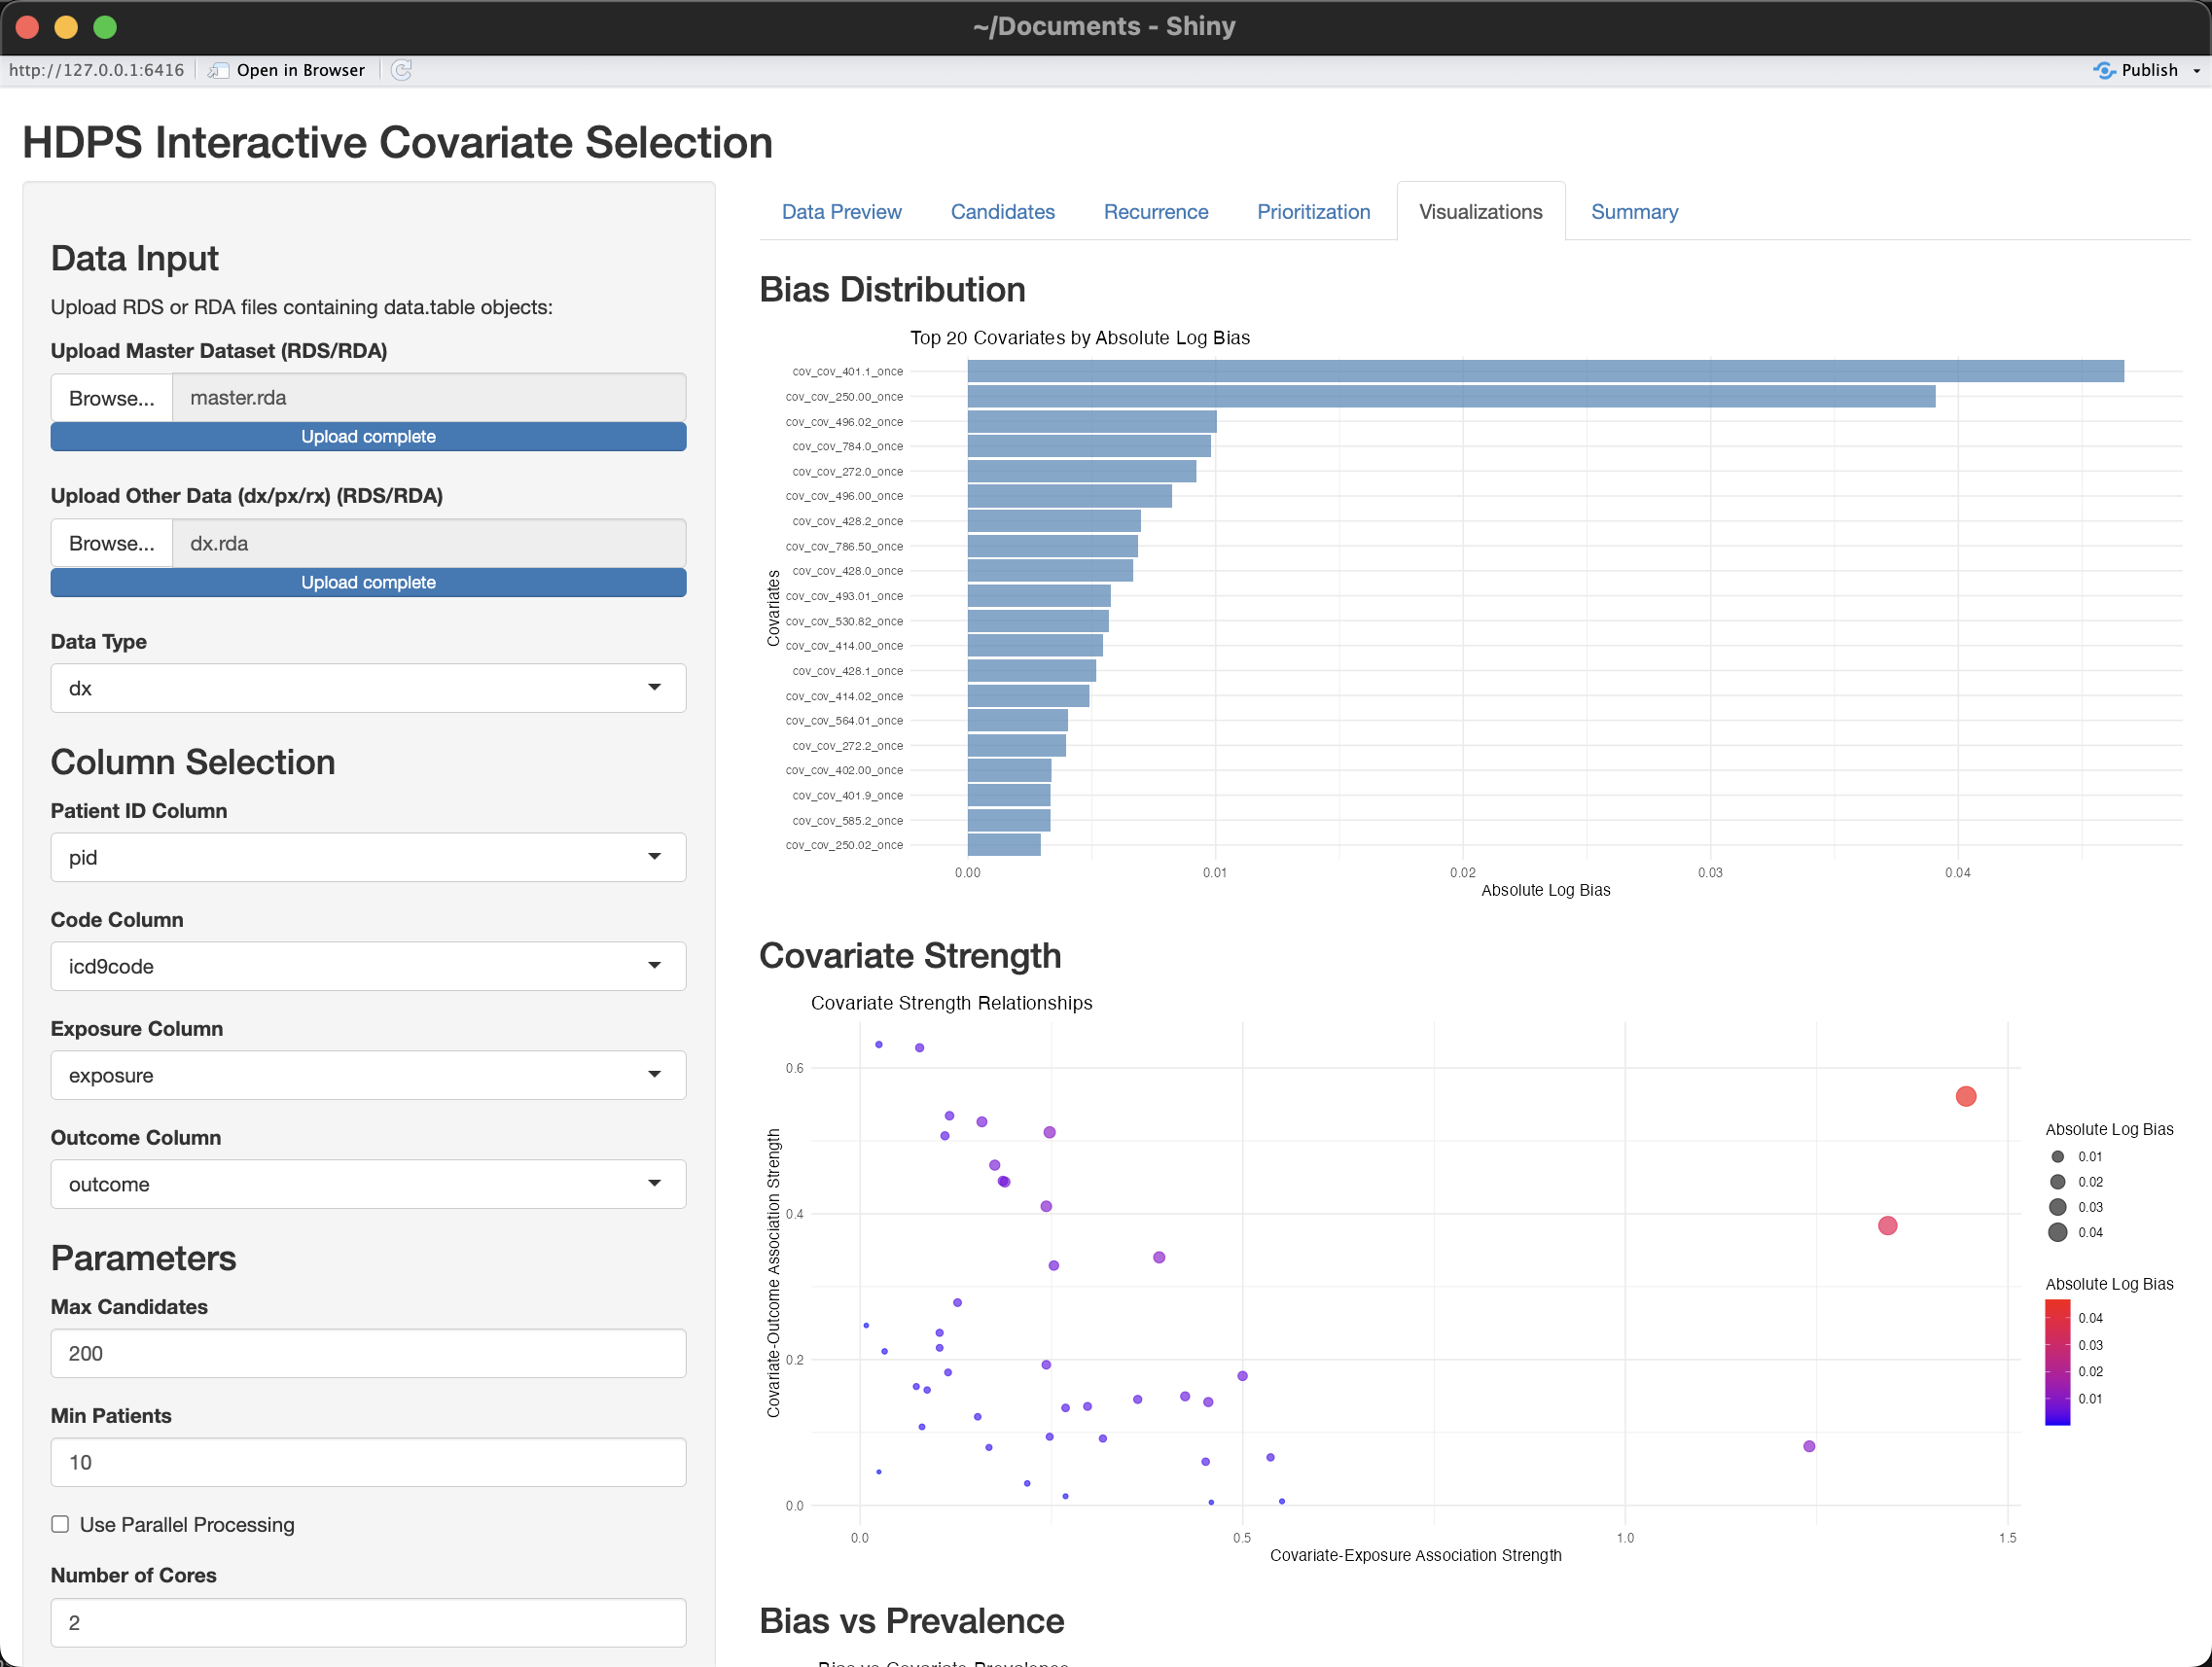 ~/Documents - Shiny
http://127.0.0.1:6416
Open in Browser
Publish
HDPS Interactive Covariate Selection
Data Input
Upload RDS or RDA files containing data.table objects:
Upload Master Dataset (RDS/RDA)
Browse...
master.rda
Upload complete
Upload Other Data (dx/px/rx) (RDS/RDA)
Browse...
dx.rda
Upload complete
Data Type
dx
Column Selection
Patient ID Column
pid
Code Column
icd9code
Exposure Column
exposure
Outcome Column
outcome
Parameters
Max Candidates
200
Min Patients
10
Use Parallel Processing
Number of Cores
2
Data Preview
Candidates
Recurrence
Prioritization
Visualizations
Summary
Bias Distribution
Top 20 Covariates by Absolute Log Bias
Covariates
cov_cov_401.1_once
cov_cov_250.00_once
cov_cov_496.02_once
cov_cov_784.0_once
cov_cov_272.0_once
cov_cov_496.00_once
cov_cov_428.2_once
cov_cov_786.50_once
cov_cov_428.0_once
cov_cov_493.01_once
cov_cov_530.82_once
cov_cov_414.00_once
cov_cov_428.1_once
cov_cov_414.02_once
cov_cov_564.01_once
cov_cov_272.2_once
cov_cov_402.00_once
cov_cov_401.9_once
cov_cov_585.2_once
cov_cov_250.02_once
0.00
0.01
0.02
0.03
0.04
Absolute Log Bias
Covariate Strength
Covariate Strength Relationships
Covariate-Outcome Association Strength
0.6
0.4
0.2
0.0
0.0
0.5
1.0
1.5
Covariate-Exposure Association Strength
Absolute Log Bias
0.01
0.02
0.03
0.04
Absolute Log Bias
0.04
0.03
0.02
0.01
Bias vs Prevalence
Bias vs Covariate Prevalence